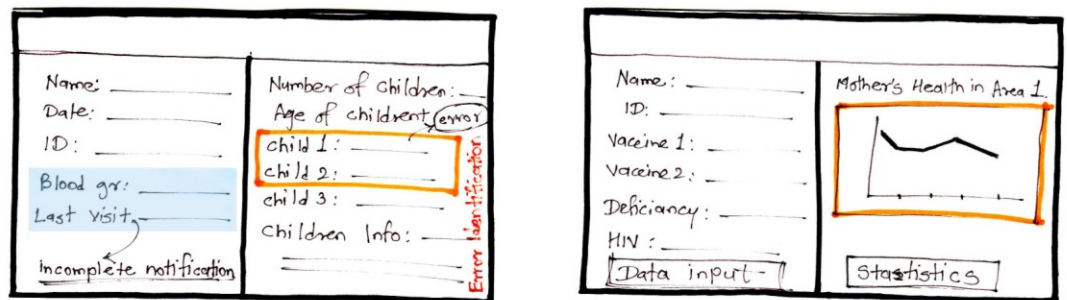 Name:
Date:
ID:
Blood gr:
Last visit
incomplete notification
Number of children:
Age of children
error
child 1:
child 2:
child 3:
Children Info:
Error Identification
Name:
ID:
Vaccine 1:
Vaccine 2:
Deficiancy:
HIV:
Data input
Mother's Health in Area 1.
Stastistics